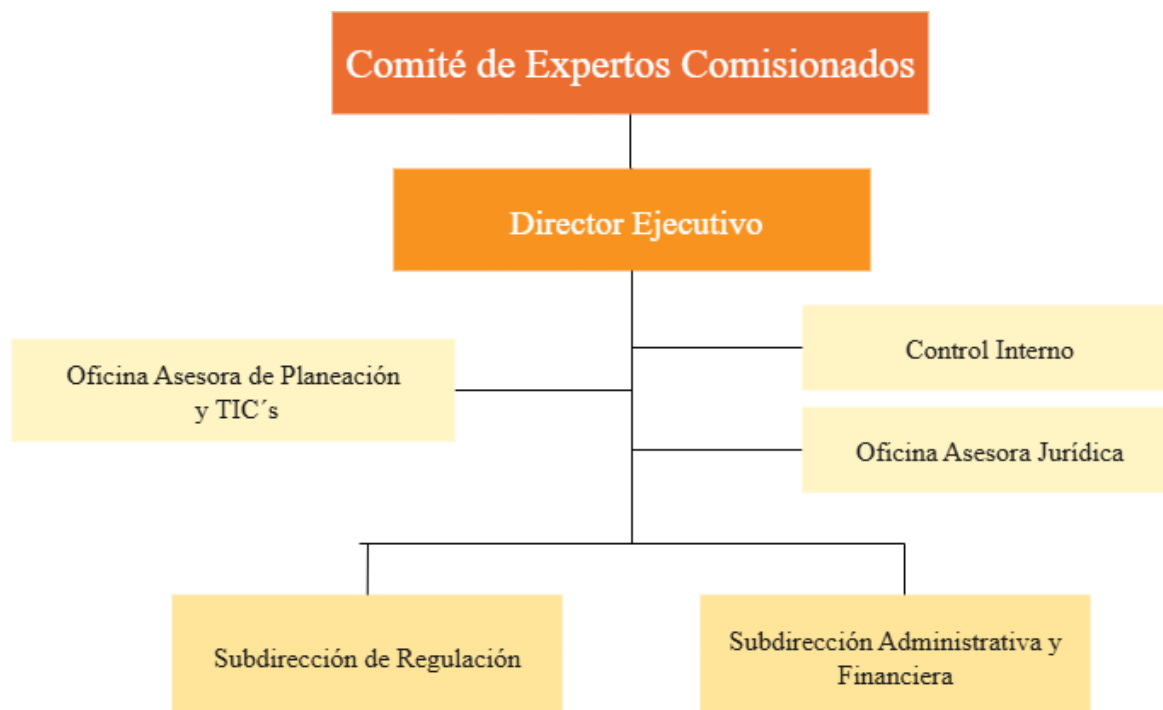 Comité de Expertos Comisionados
Director Ejecutivo
Oficina Asesora de Planeación
y TIC´s
Control Interno
Oficina Asesora Jurídica
Subdirección de Regulación
Subdirección Administrativa y
Financiera